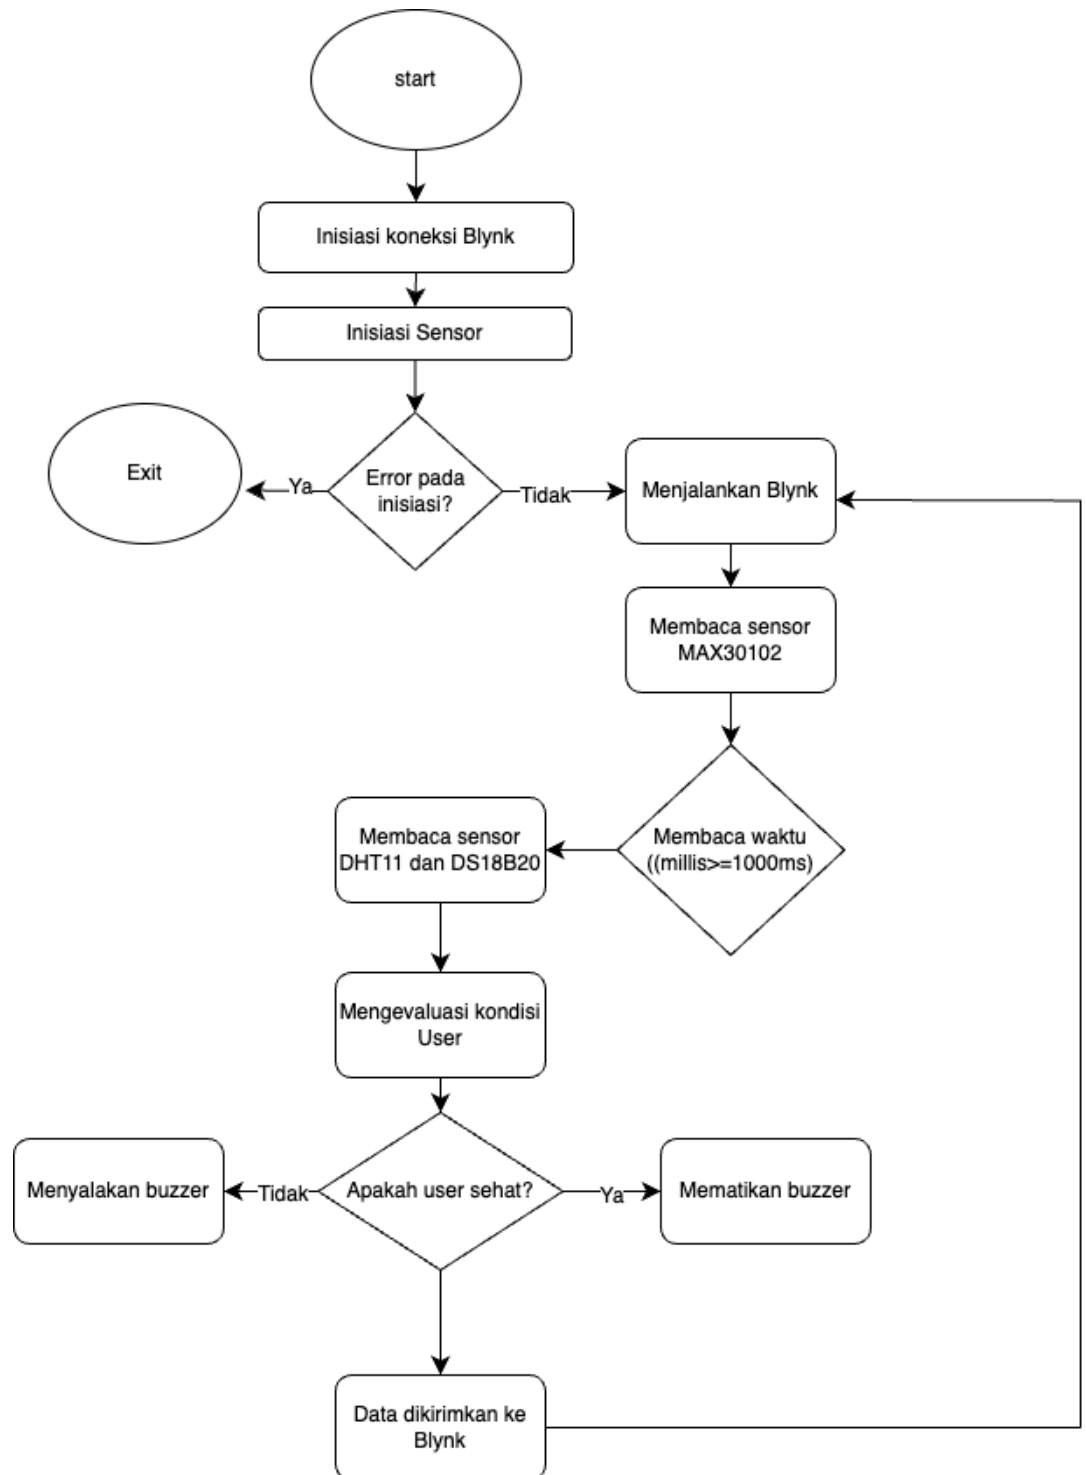 start
Inisiasi koneksi Blynk
Inisiasi Sensor
Error pada
inisiasi?
Ya
Exit
Tidak
Menjalankan Blynk
Membaca sensor
MAX30102
Membaca waktu
((millis>=1000ms)
Membaca sensor
DHT11 dan DS18B20
Mengevaluasi kondisi
User
Apakah user sehat?
Tidak
Menyalakan buzzer
Ya
Mematikan buzzer
Data dikirimkan ke
Blynk